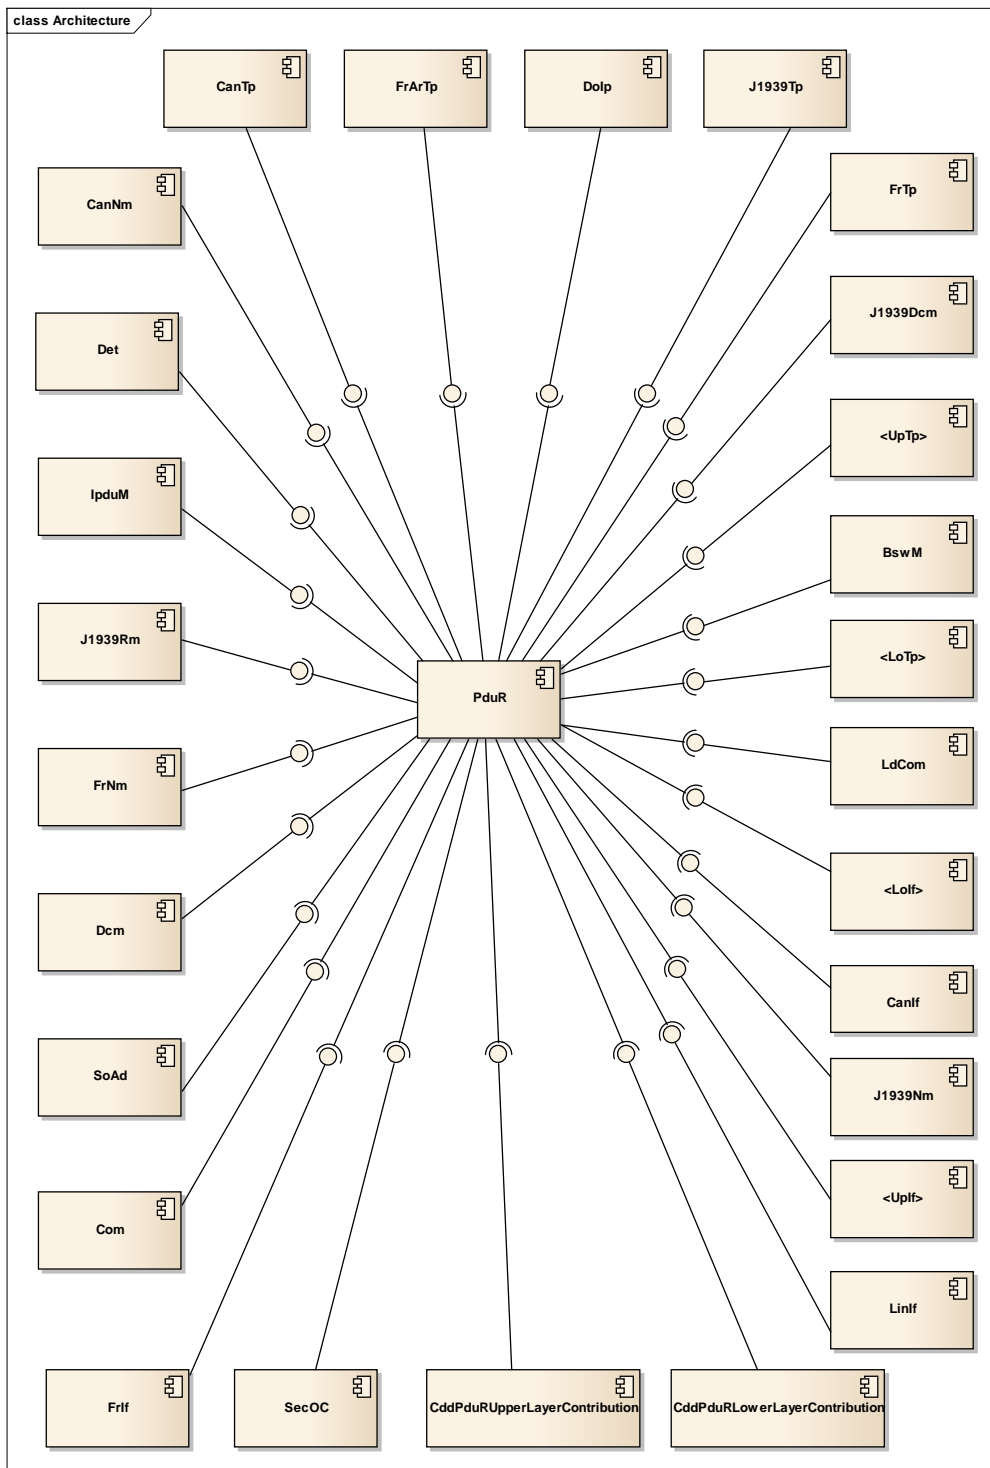 class Architecture
CanTp
FrArTp
DoIp
J1939Tp
CanNm
FrTp
Det
J1939Dcm
IpduM
<UpTp>
BswM
J1939Rm
<LoTp>
PduR
FrNm
LdCom
Dcm
<LoIf>
CanIf
SoAd
J1939Nm
Com
<UpIf>
LinIf
FrIf
SecOC
CddPduRUpperLayerContribution
CddPduRLowerLayerContribution